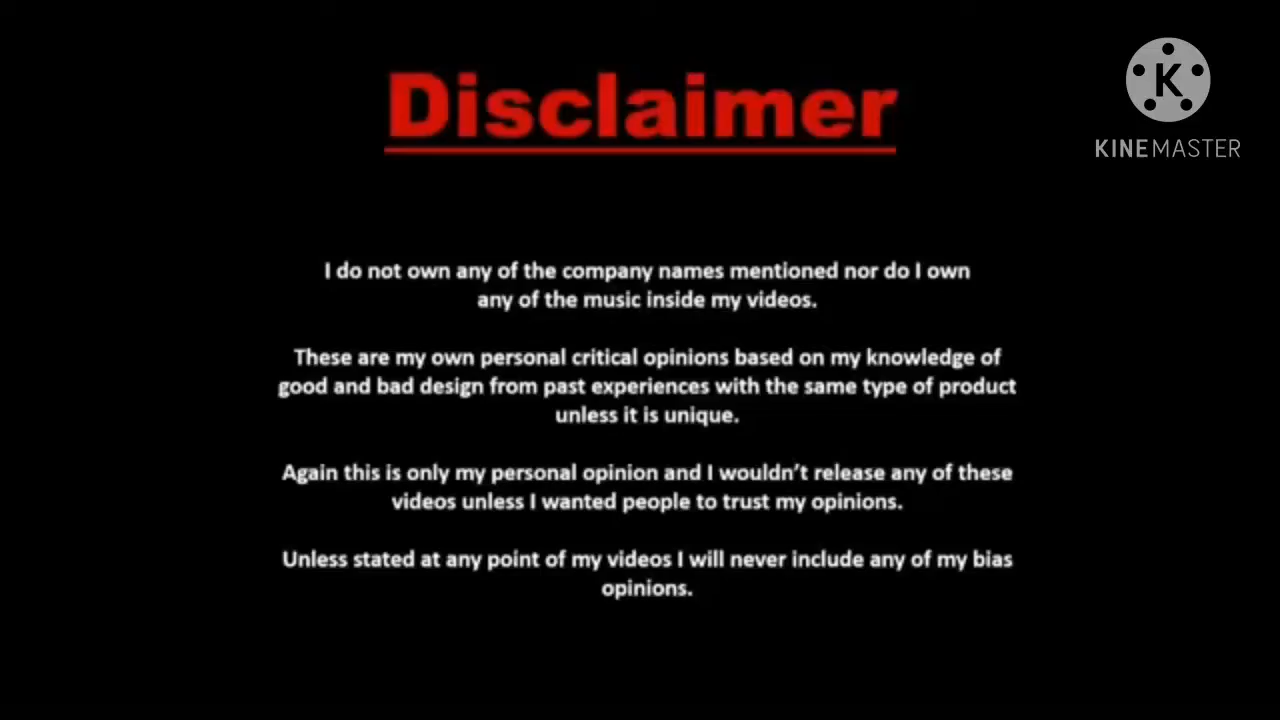 Disclaimer
K
KINEMASTER
I do not own any of the company names mentioned nor do I own
any of the music inside my videos.
These are my own personal critical opinions based on my knowledge of
good and bad design from past experiences with the same type of product
unless it is unique.
Again this is only my personal opinion and I wouldn't release any of these
videos unless I wanted people to trust my opinions.
Unless stated at any point of my videos I will never include any of my bias
opinions.